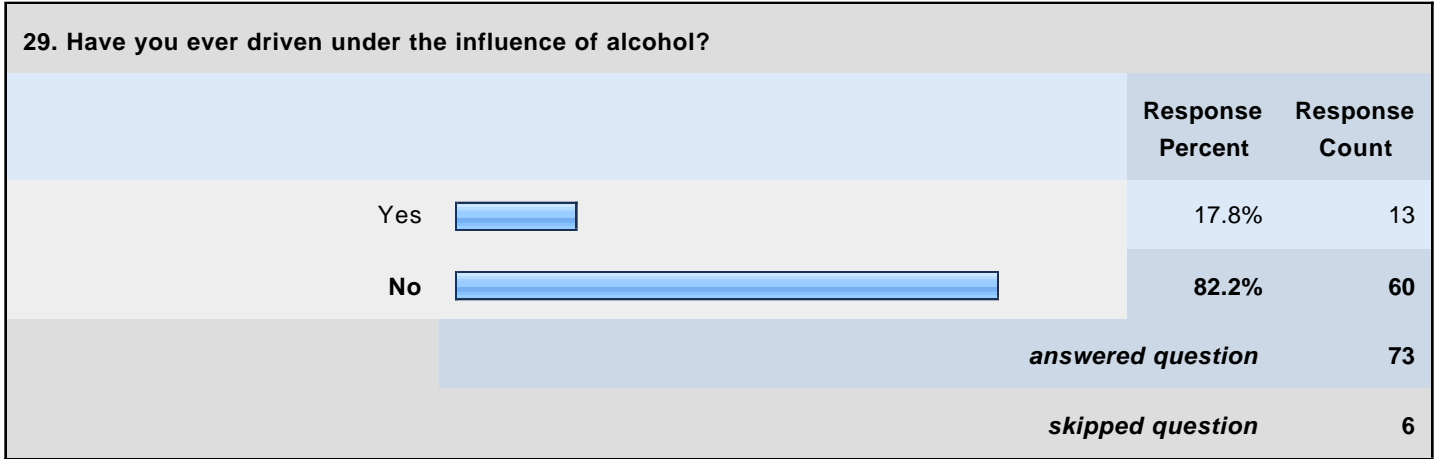 29. Have you ever driven under the influence of alcohol?
Response Percent Response Count
Yes 17.8% 13
No 82.2% 60
answered question 73
skipped question 6